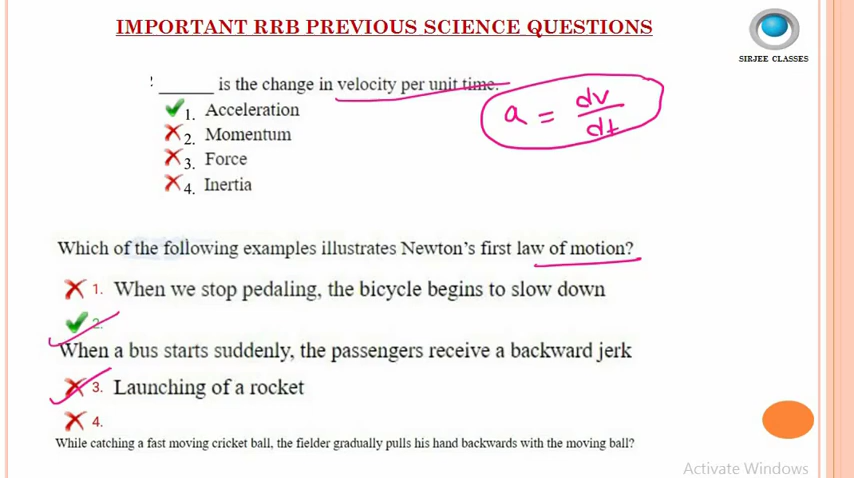 IMPORTANT RRB PREVIOUS SCIENCE QUESTIONS
SIRJEE CLASSES
_____ is the change in velocity per unit time.
a = dv/dt
1. Acceleration
2. Momentum
3. Force
4. Inertia
Which of the following examples illustrates Newton's first law of motion?
1. When we stop pedaling, the bicycle begins to slow down
2.
When a bus starts suddenly, the passengers receive a backward jerk
3. Launching of a rocket
4.
While catching a fast moving cricket ball, the fielder gradually pulls his hand backwards with the moving ball?
Activate Windows